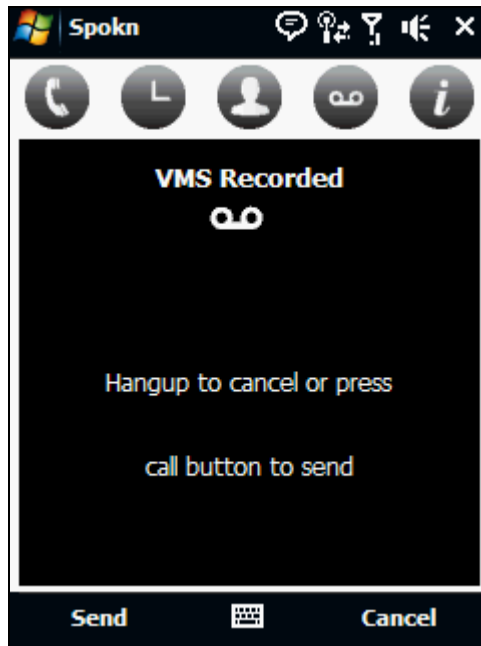 Spokn
VMS Recorded
Hangup to cancel or press
call button to send
Send
Cancel